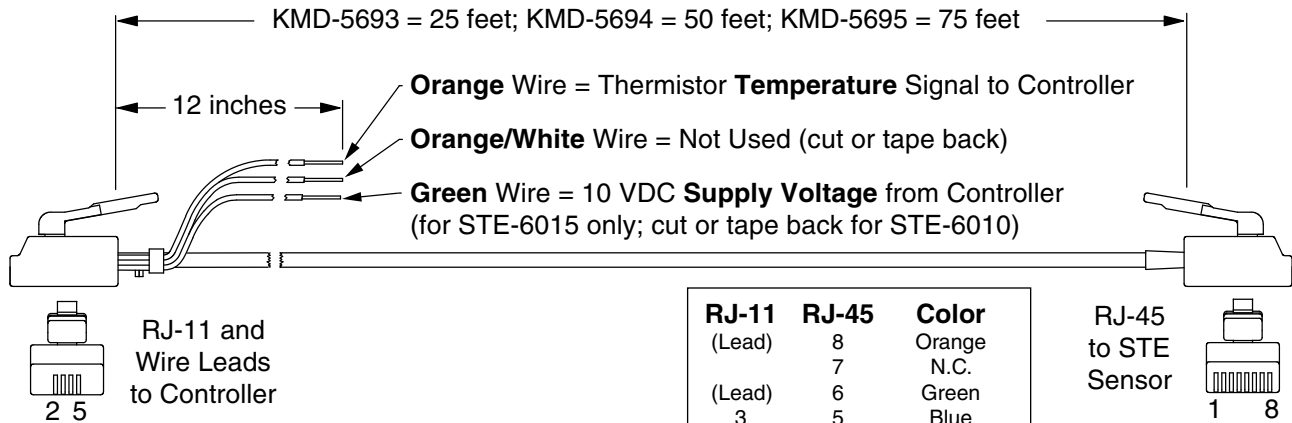 KMD-5693 = 25 feet; KMD-5694 = 50 feet; KMD-5695 = 75 feet
12 inches
Orange Wire = Thermistor Temperature Signal to Controller
Orange/White Wire = Not Used (cut or tape back)
Green Wire = 10 VDC Supply Voltage from Controller
(for STE-6015 only; cut or tape back for STE-6010)
RJ-11 and
Wire Leads
to Controller
2 5
RJ-11 RJ-45 Color
(Lead) 8 Orange
7 N.C.
(Lead) 6 Green
3 5 Blue
RJ-45
to STE
Sensor
1 8